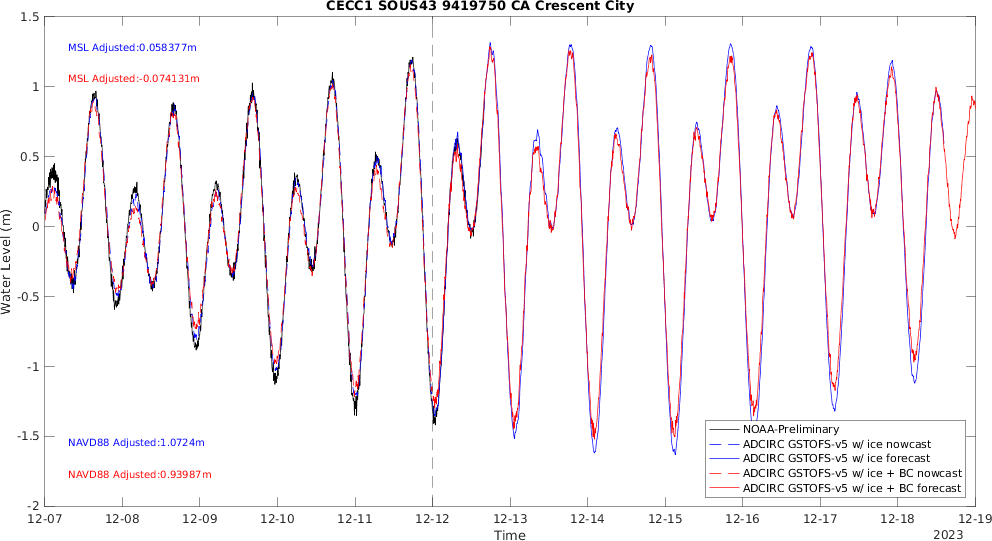 CECC1 SOUS43 9419750 CA Crescent City
1.5
1
0.5
0
-0.5
-1
-1.5
-2
Water Level (m)
MSL Adjusted:0.058377m
MSL Adjusted:-0.074131m
NAVD88 Adjusted:1.0724m
NAVD88 Adjusted:0.93987m
NOAA-Preliminary
ADCIRC GSTOFS-v5 w/ ice nowcast
ADCIRC GSTOFS-v5 w/ ice forecast
ADCIRC GSTOFS-v5 w/ ice + BC nowcast
ADCIRC GSTOFS-v5 w/ ice + BC forecast
12-07 12-08 12-09 12-10 12-11 12-12 12-13 12-14 12-15 12-16 12-17 12-18 12-19
Time
2023